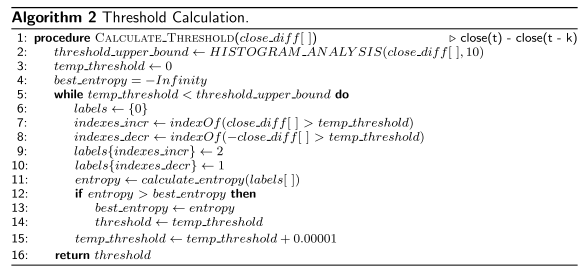 Algorithm 2 Threshold Calculation.
1: procedure CALCULATE_THRESHOLD(close_diff[ ]) ▷ close(t) - close(t - k)
2: threshold_upper_bound ← HISTOGRAM_ANALYSIS(close_diff[ ], 10)
3: temp_threshold ← 0
4: best_entropy = −Infinity
5: while temp_threshold < threshold_upper_bound do
6: labels ← {0}
7: indexes_incr ← indexOf(close_diff[ ] > temp_threshold)
8: indexes_decr ← indexOf(−close_diff[ ] > temp_threshold)
9: labels{indexes_incr} ← 2
10: labels{indexes_decr} ← 1
11: entropy ← calculate_entropy(labels[ ])
12: if entropy > best_entropy then
13: best_entropy ← entropy
14: threshold ← temp_threshold
15: temp_threshold ← temp_threshold + 0.00001
16: return threshold